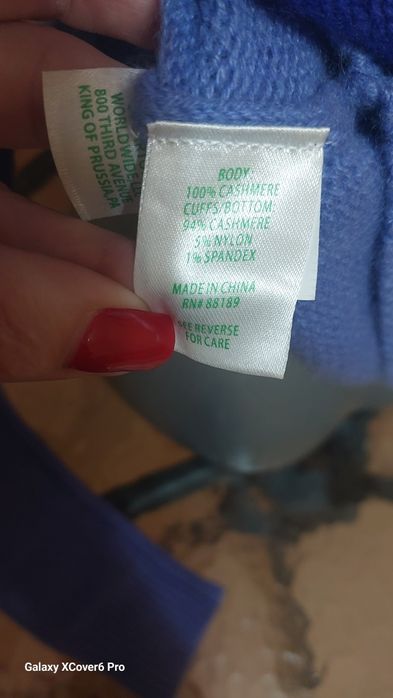 WORLDWIDE
800 THIRD AVENUE
KING OF PRUSSIA, PA
BODY:
100% CASHMERE
CUFFS/BOTTOM:
94% CASHMERE
5% NYLON
1% SPANDEX
MADE IN CHINA
RN# 88189
SEE REVERSE
FOR CARE
Galaxy XCover6 Pro